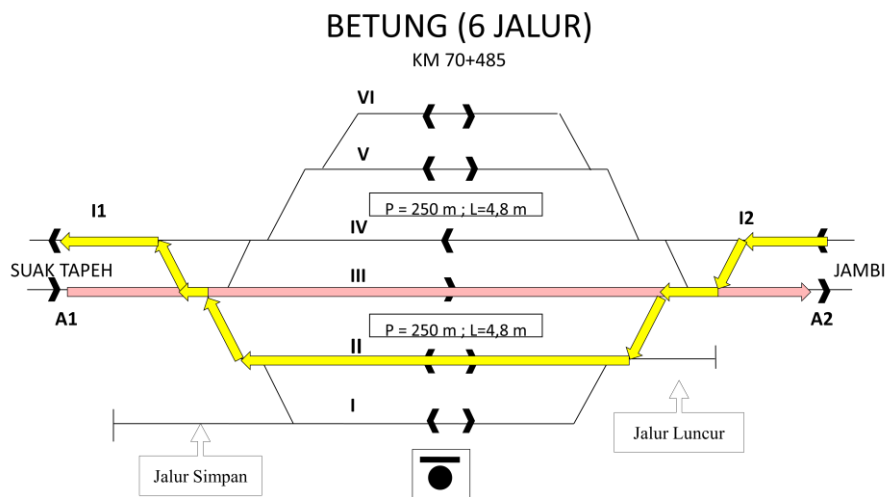 BETUNG (6 JALUR)
KM 70+485
VI
V
P = 250 m ; L=4,8 m
I1
I2
IV
SUAK TAPEH
III
JAMBI
A1
A2
P = 250 m ; L=4,8 m
II
I
Jalur Luncur
Jalur Simpan